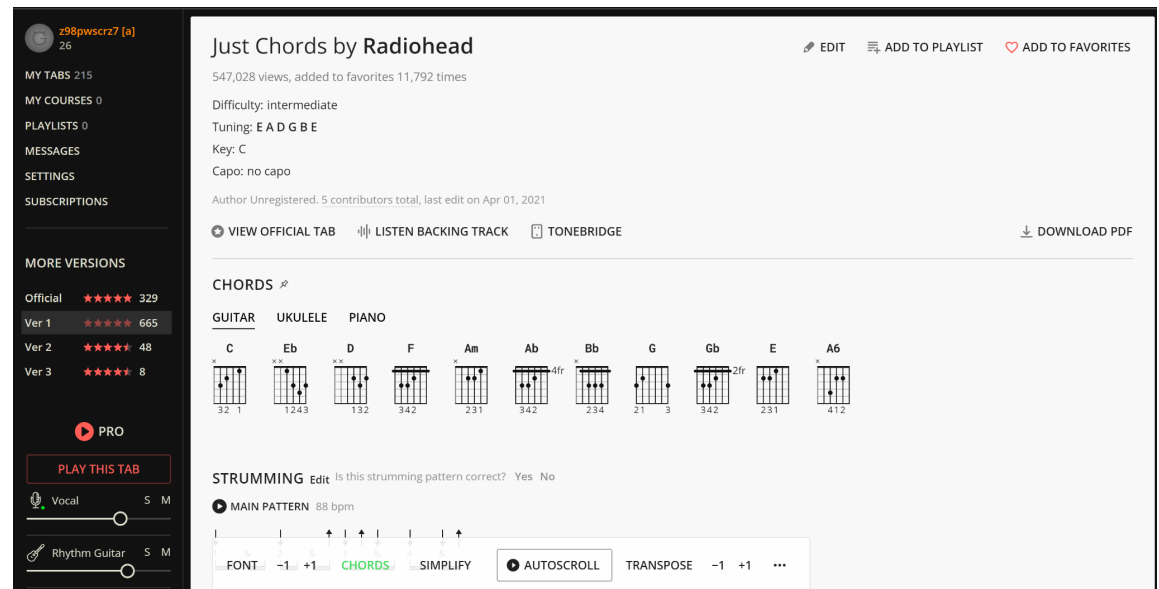 z98pwscrz7 [a]
26
MY TABS 215
MY COURSES 0
PLAYLISTS 0
MESSAGES
SETTINGS
SUBSCRIPTIONS
MORE VERSIONS
Official 329
Ver 1 665
Ver 2 48
Ver 3 8
PRO
PLAY THIS TAB
Vocal S M
Rhythm Guitar S M
Just Chords by Radiohead
EDIT ADD TO PLAYLIST ADD TO FAVORITES
547,028 views, added to favorites 11,792 times
Difficulty: intermediate
Tuning: E A D G B E
Key: C
Capo: no capo
Author Unregistered. 5 contributors total, last edit on Apr 01, 2021
VIEW OFFICIAL TAB LISTEN BACKING TRACK TONEBRIDGE DOWNLOAD PDF
CHORDS
GUITAR UKULELE PIANO
C Eb D F Am Ab Bb G Gb E A6
x xx xx x x x
4fr 2fr
32 1 1243 132 342 231 342 234 21 3 342 231 412
STRUMMING Edit Is this strumming pattern correct? Yes No
MAIN PATTERN 88 bpm
FONT −1 +1 CHORDS SIMPLIFY AUTOSCROLL TRANSPOSE −1 +1 •••